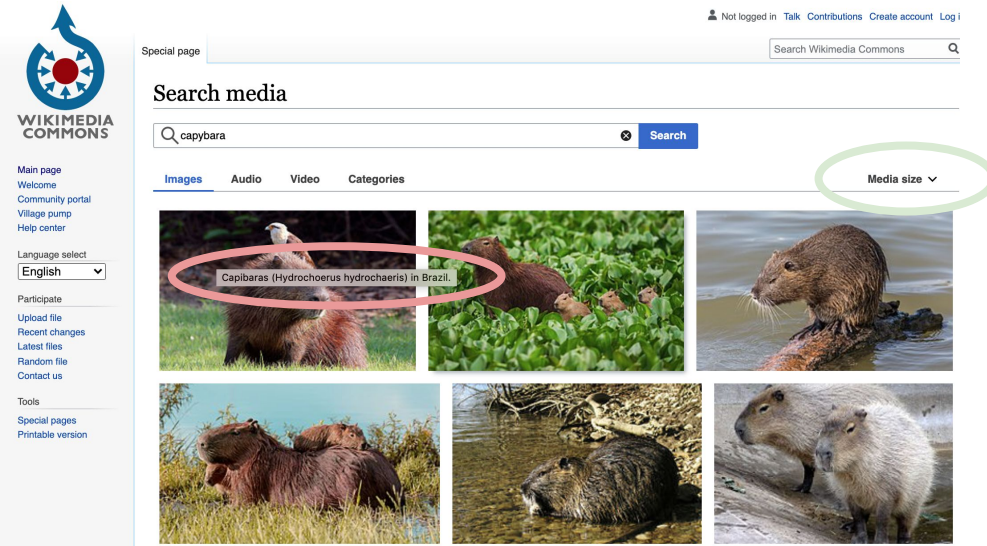 Not logged in Talk Contributions Create account Log i
Special page
Search Wikimedia Commons
WIKIMEDIA
COMMONS
Search media
capybara
Search
Images Audio Video Categories
Media size
Main page
Welcome
Community portal
Village pump
Help center
Language select
English
Participate
Upload file
Recent changes
Latest files
Random file
Contact us
Tools
Special pages
Printable version
Capibaras (Hydrochoerus hydrochaeris) in Brazil.